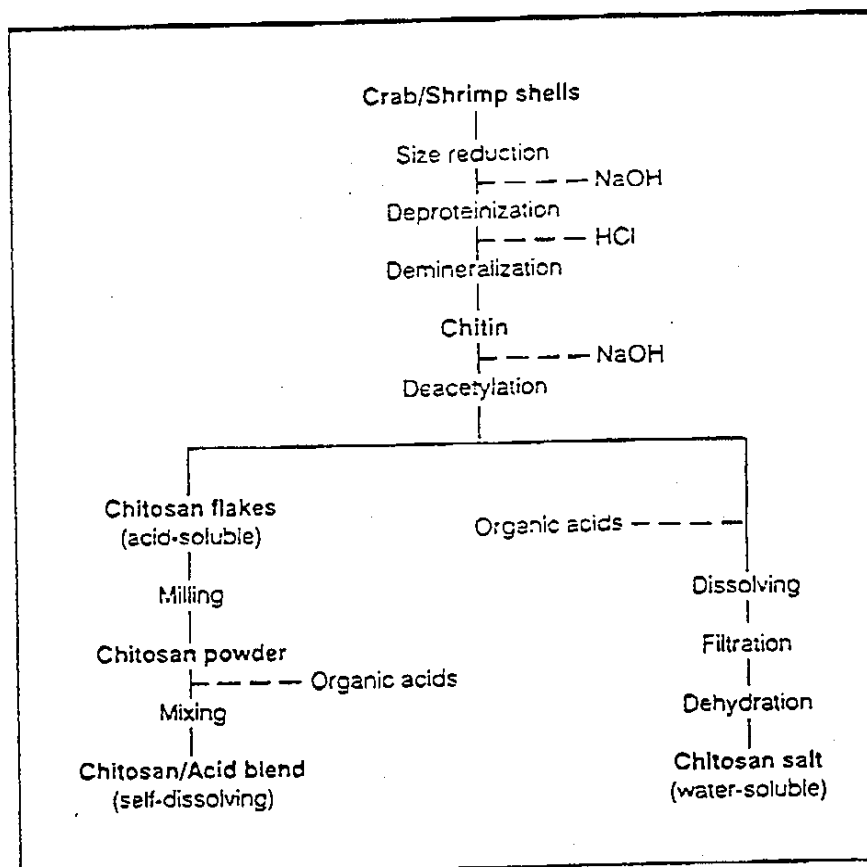 Crab/Shrimp shells
Size reduction
NaOH
Deproteinization
HCl
Demineralization
Chitin
NaOH
Deacetylation
Chitosan flakes
(acid-soluble)
Milling
Chitosan powder
Organic acids
Mixing
Chitosan/Acid blend
(self-dissolving)
Organic acids
Dissolving
Filtration
Dehydration
Chitosan salt
(water-soluble)